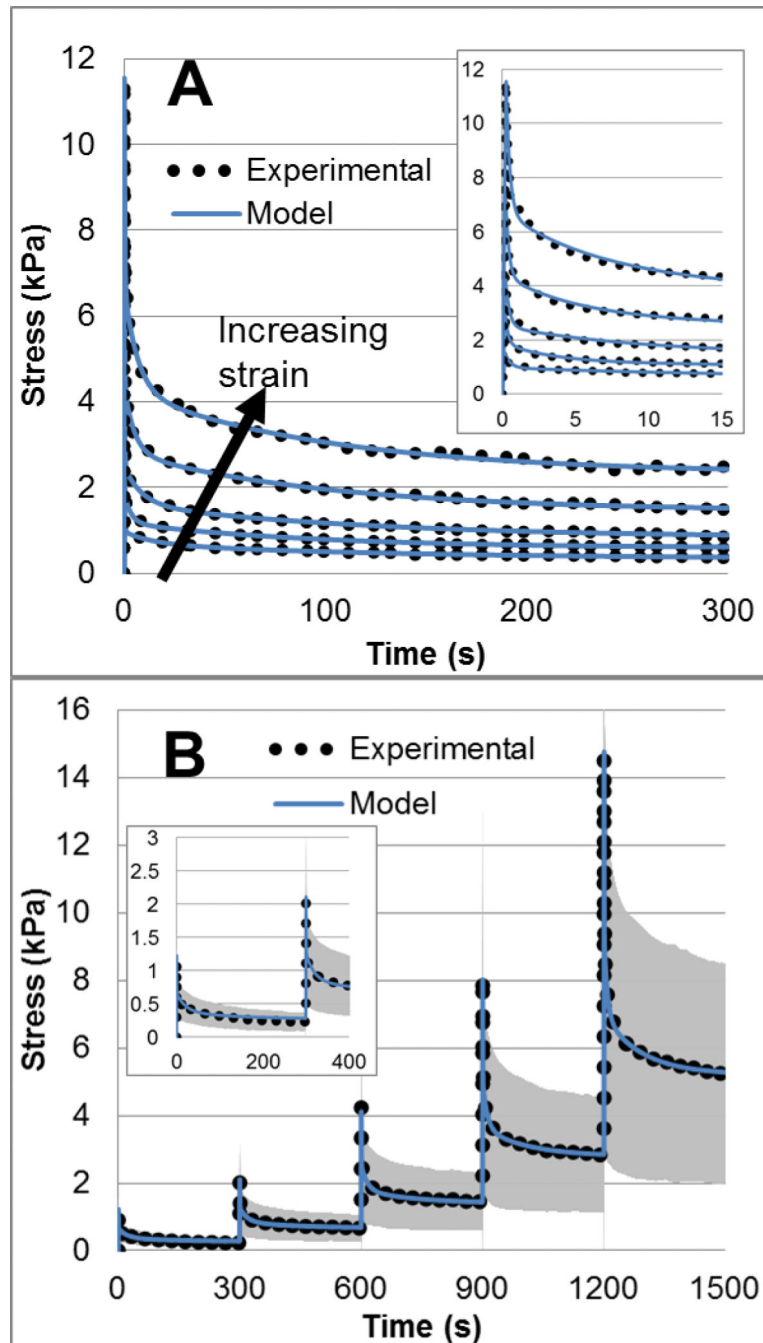 A
Experimental
Model
Increasing
strain
Stress (kPa)
12
10
8
6
4
2
0
0 100 200 300
Time (s)
12
10
8
6
4
2
0
0 5 10 15
B
Experimental
Model
Stress (kPa)
16
14
12
10
8
6
4
2
0
0 300 600 900 1200 1500
Time (s)
3
2.5
2
1.5
1
0.5
0
0 200 400